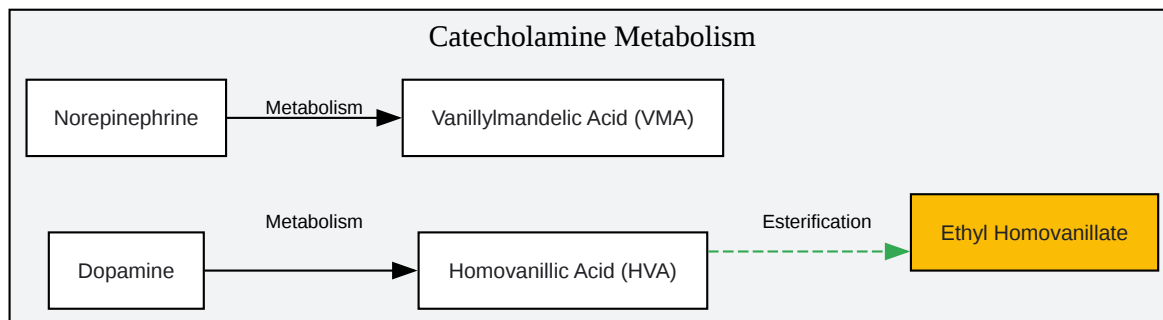 Catecholamine Metabolism
Norepinephrine
Metabolism
Vanillylmandelic Acid (VMA)
Dopamine
Metabolism
Homovanillic Acid (HVA)
Esterification
Ethyl Homovanillate